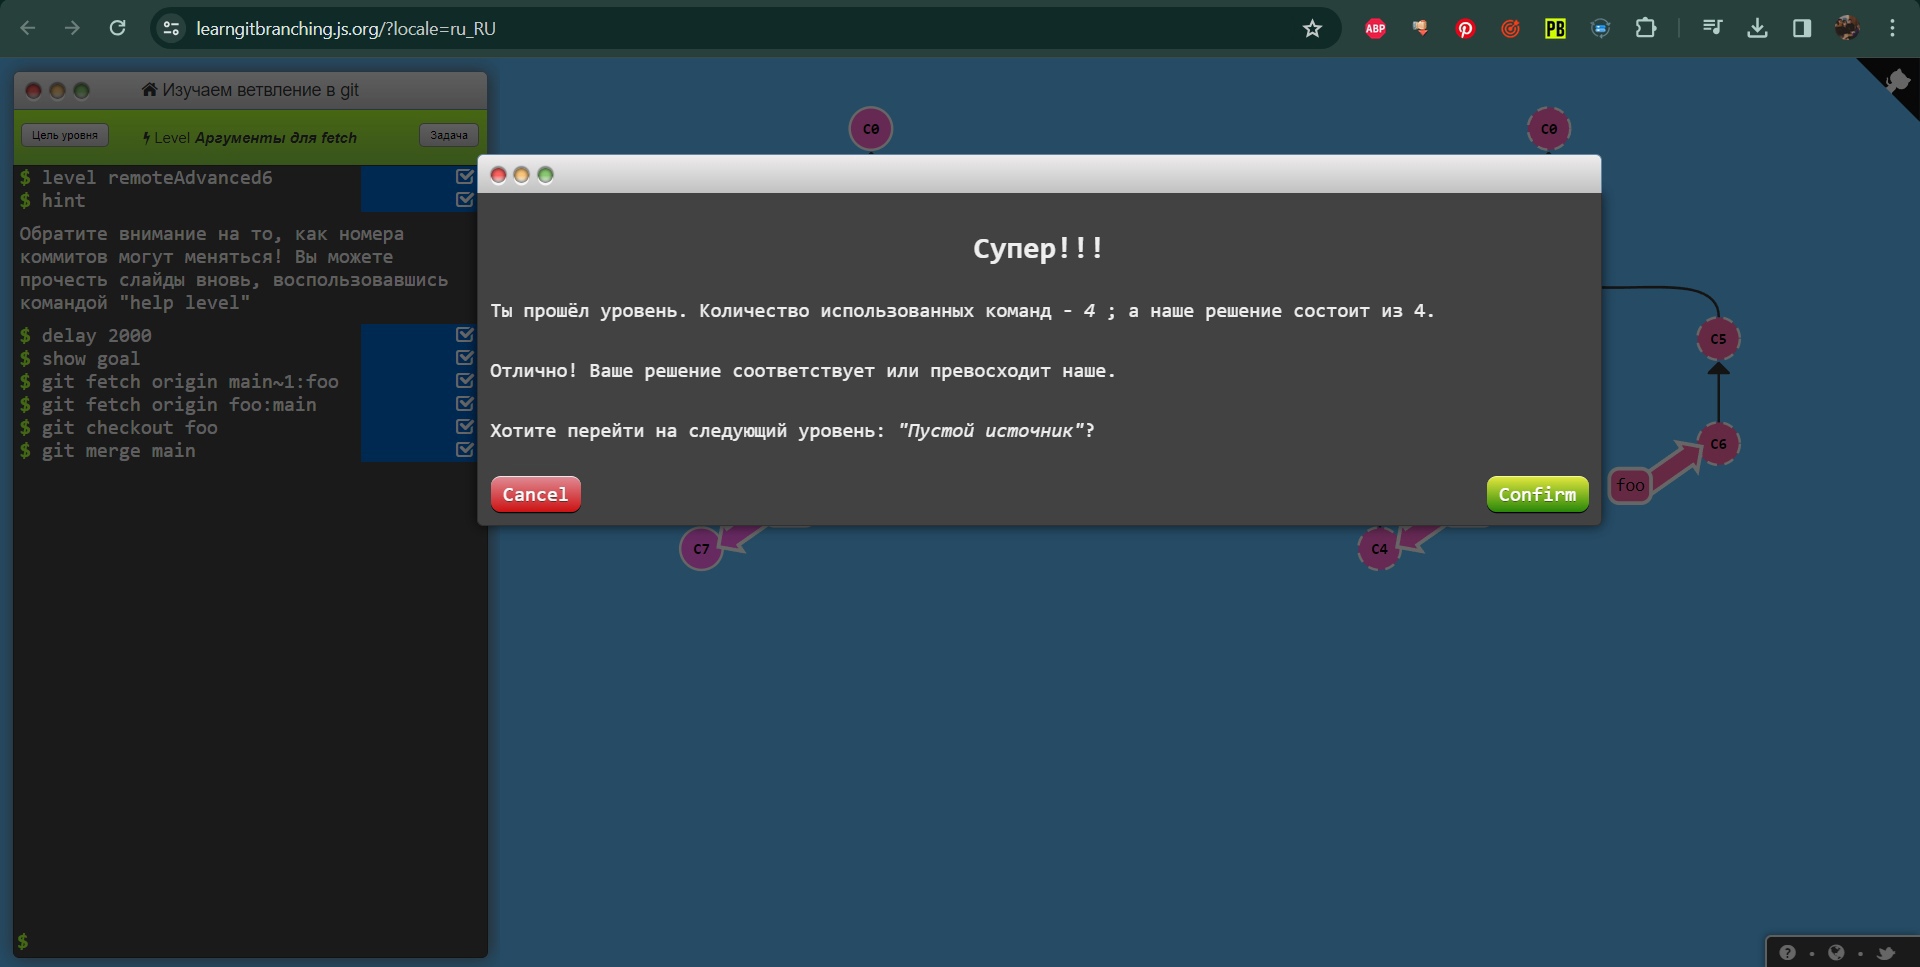 learngitbranching.js.org/?locale=ru_RU
ABP
PB
Изучаем ветвление в git
Цель уровня
Level Аргументы для fetch
Задача
$ level remoteAdvanced6
$ hint
Обратите внимание на то, как номера
коммитов могут меняться! Вы можете
прочесть слайды вновь, воспользовавшись
командой "help level"
$ delay 2000
$ show goal
$ git fetch origin main~1:foo
$ git fetch origin foo:main
$ git checkout foo
$ git merge main
$
C0
C0
Супер!!!
Ты прошёл уровень. Количество использованных команд - 4 ; а наше решение состоит из 4.
Отлично! Ваше решение соответствует или превосходит наше.
Хотите перейти на следующий уровень: "Пустой источник"?
Cancel
Confirm
C5
C6
foo
C7
C4